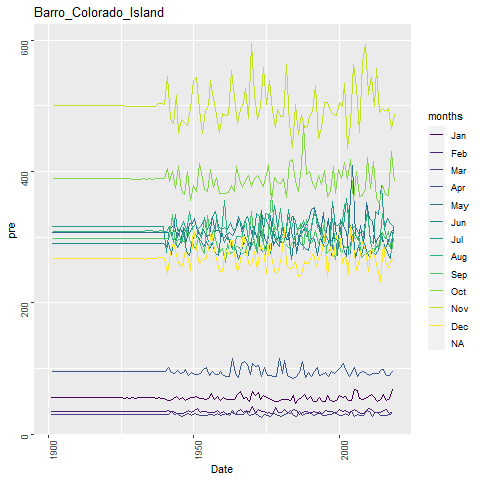 Barro_Colorado_Island
600
400
200
0
pre
1900
1950
2000
Date
months
Jan
Feb
Mar
Apr
May
Jun
Jul
Aug
Sep
Oct
Nov
Dec
NA